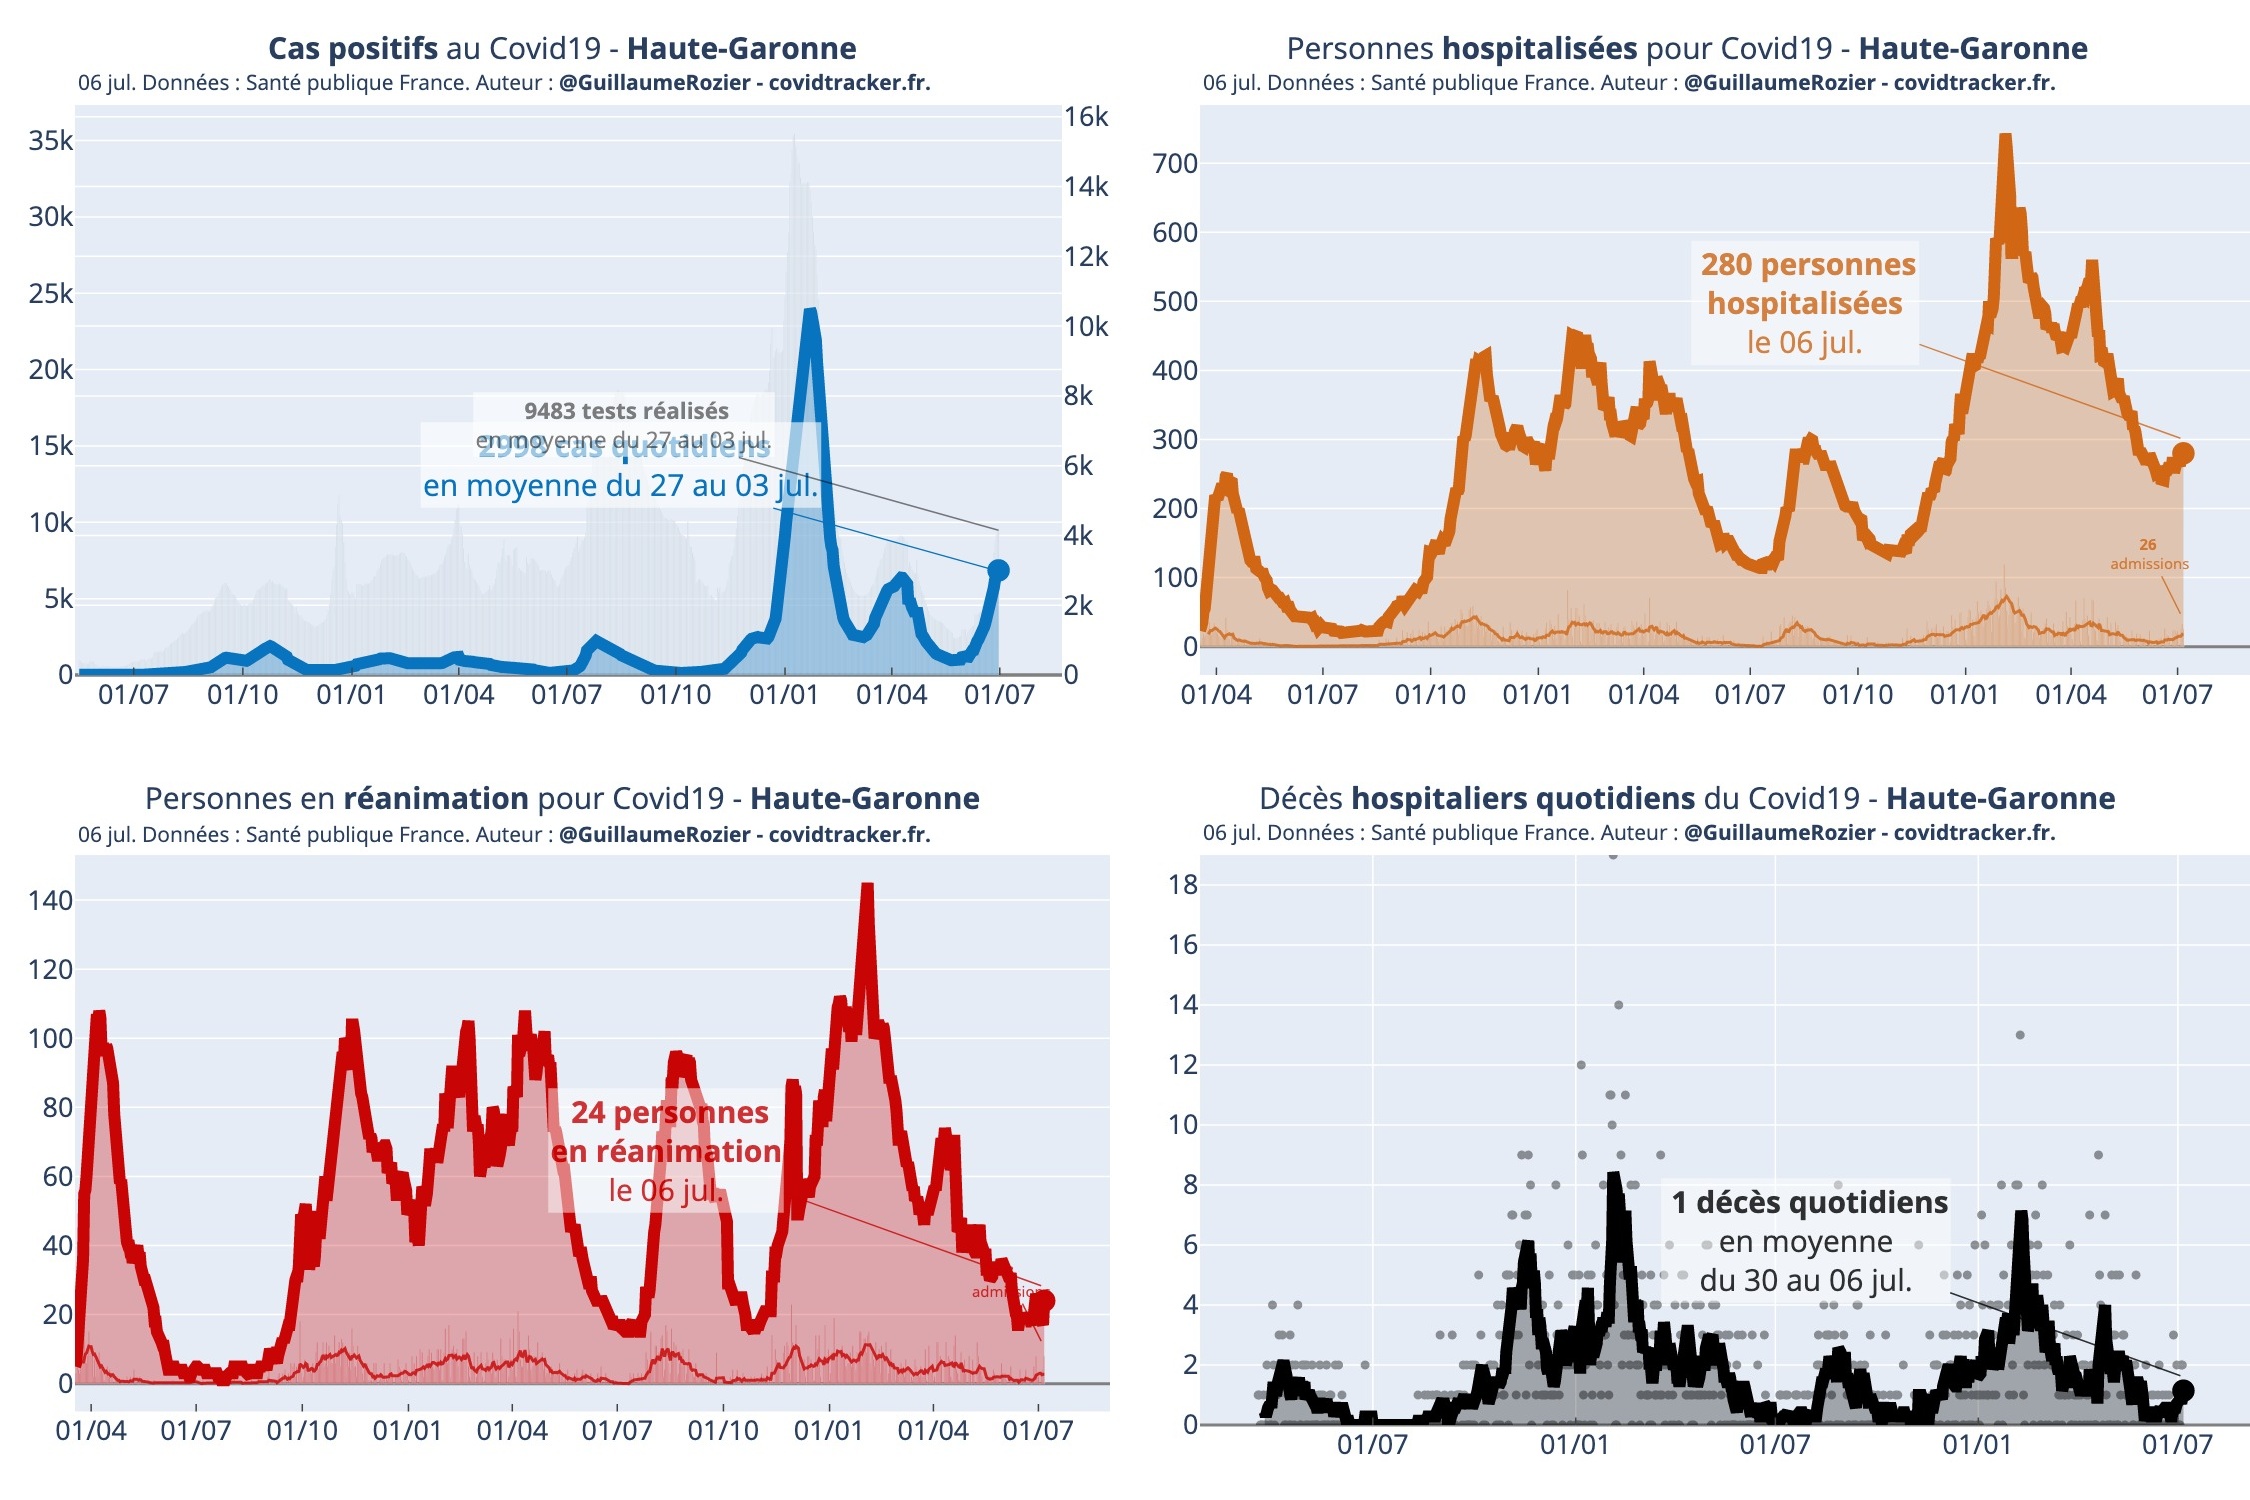 Cas positifs au Covid19 - Haute-Garonne
06 jul. Données : Santé publique France. Auteur : @GuillaumeRozier - covidtracker.fr.
35k
30k
25k
20k
15k
10k
5k
0
16k
14k
12k
10k
8k
6k
4k
2k
0
9483 tests réalisés
en moyenne du 27 au 03 jul.
2998 cas quotidiens
en moyenne du 27 au 03 jul.
01/07 01/10 01/01 01/04 01/07 01/10 01/01 01/04 01/07
Personnes hospitalisées pour Covid19 - Haute-Garonne
06 jul. Données : Santé publique France. Auteur : @GuillaumeRozier - covidtracker.fr.
700
600
500
400
300
200
100
0
280 personnes
hospitalisées
le 06 jul.
26
admissions
01/04 01/07 01/10 01/01 01/04 01/07 01/10 01/01 01/04 01/07
Personnes en réanimation pour Covid19 - Haute-Garonne
06 jul. Données : Santé publique France. Auteur : @GuillaumeRozier - covidtracker.fr.
140
120
100
80
60
40
20
0
24 personnes
en réanimation
le 06 jul.
admissions
01/04 01/07 01/10 01/01 01/04 01/07 01/10 01/01 01/04 01/07
Décès hospitaliers quotidiens du Covid19 - Haute-Garonne
06 jul. Données : Santé publique France. Auteur : @GuillaumeRozier - covidtracker.fr.
18
16
14
12
10
8
6
4
2
0
1 décès quotidiens
en moyenne
du 30 au 06 jul.
01/07 01/01 01/07 01/01 01/07